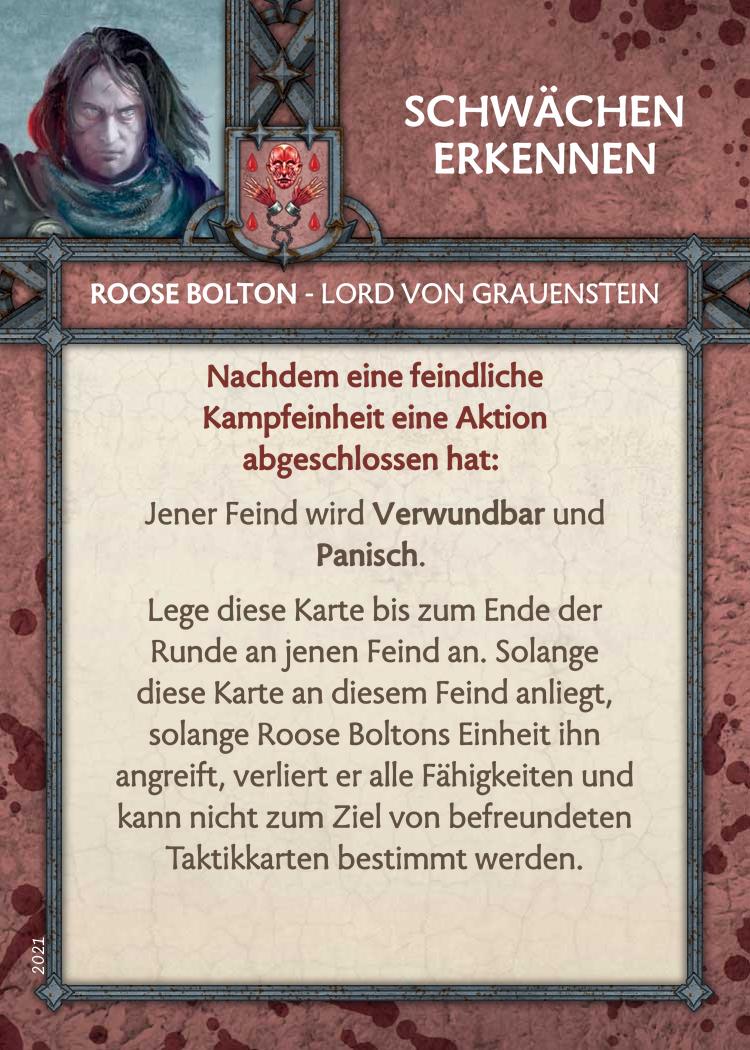 SCHWÄCHEN
ERKENNEN
ROOSE BOLTON - LORD VON GRAUENSTEIN
Nachdem eine feindliche
Kampfeinheit eine Aktion
abgeschlossen hat:
Jener Feind wird Verwundbar und
Panisch.
Lege diese Karte bis zum Ende der
Runde an jenen Feind an. Solange
diese Karte an diesem Feind anliegt,
solange Roose Boltons Einheit ihn
angreift, verliert er alle Fähigkeiten und
kann nicht zum Ziel von befreundeten
Taktikkarten bestimmt werden.
2021